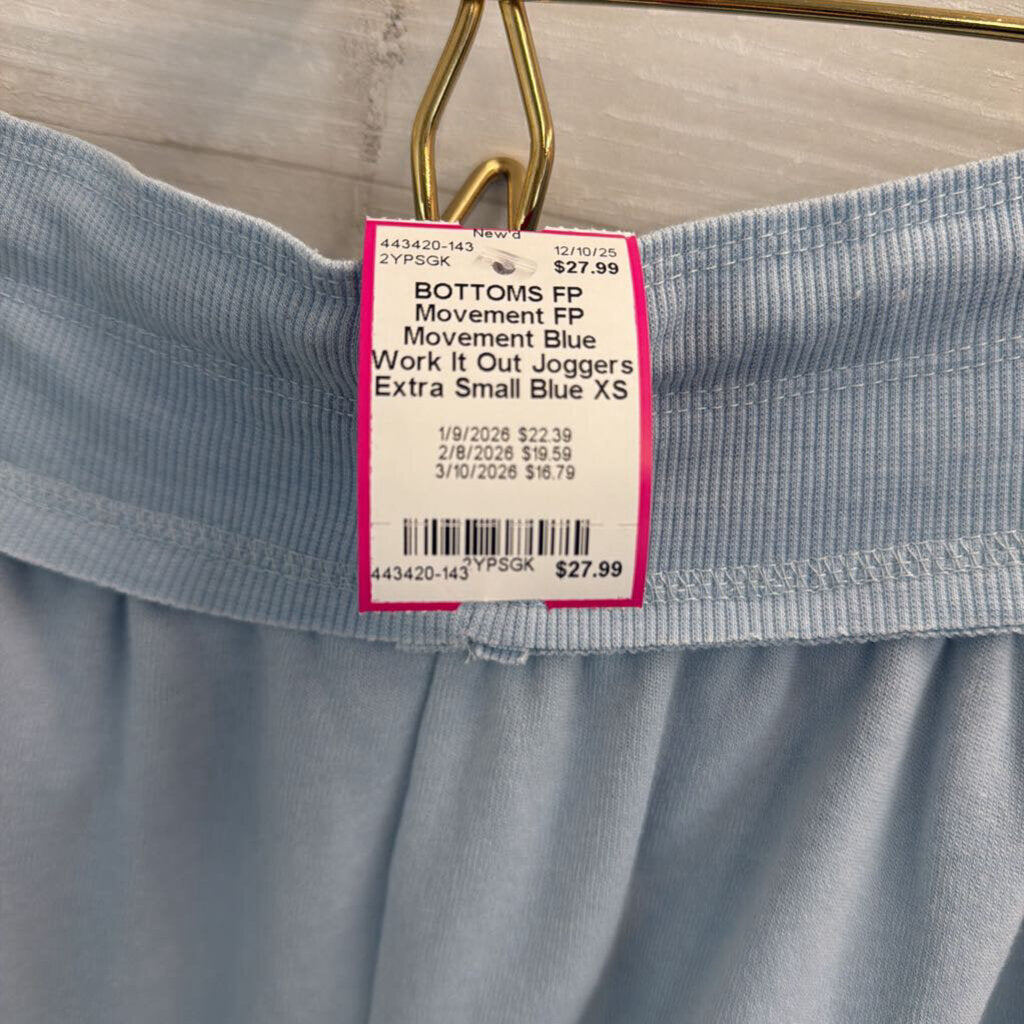 New'd
443420-143 12/10/25
2YPSGK $27.99
BOTTOMS FP
Movement FP
Movement Blue
Work It Out Joggers
Extra Small Blue XS
1/9/2026 $22.39
2/8/2026 $19.59
3/10/2026 $16.79
443420-143 2YPSGK $27.99